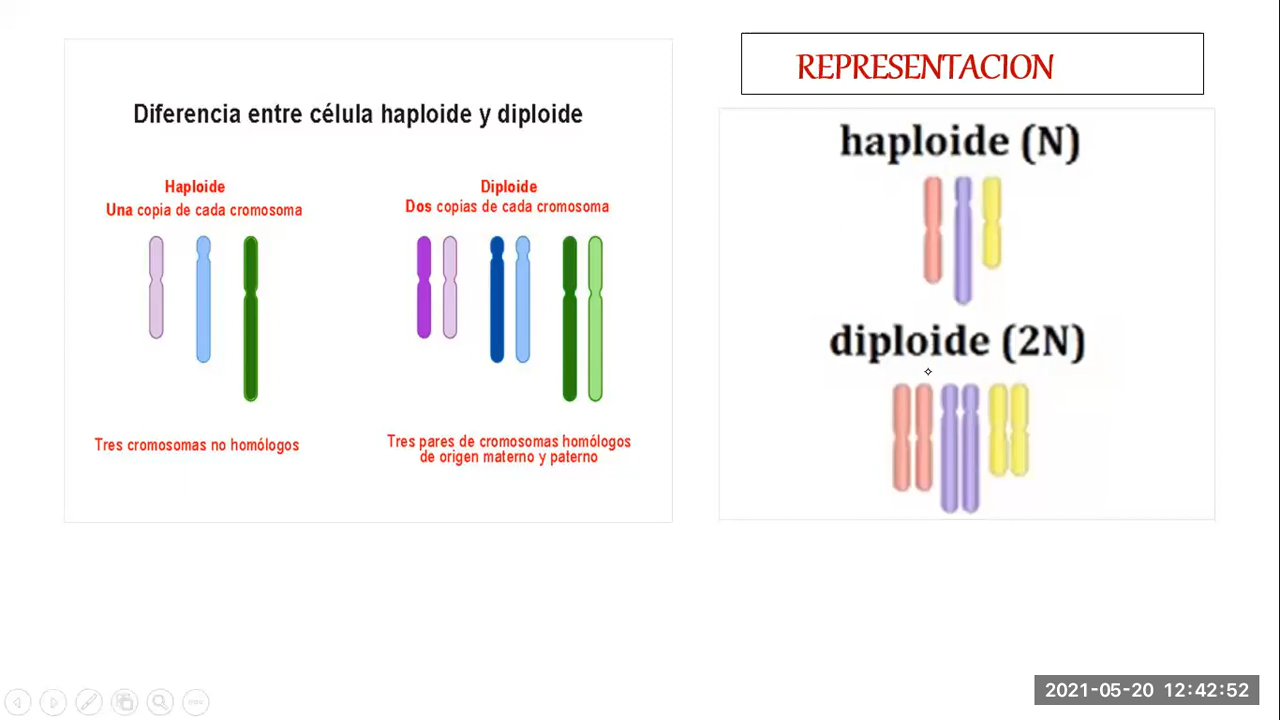 Diferencia entre célula haploide y diploide
Haploide
Una copia de cada cromosoma
Tres cromosomas no homólogos
Diploide
Dos copias de cada cromosoma
Tres pares de cromosomas homólogos
de origen materno y paterno
REPRESENTACION
haploide (N)
diploide (2N)
2021-05-20 12:42:52